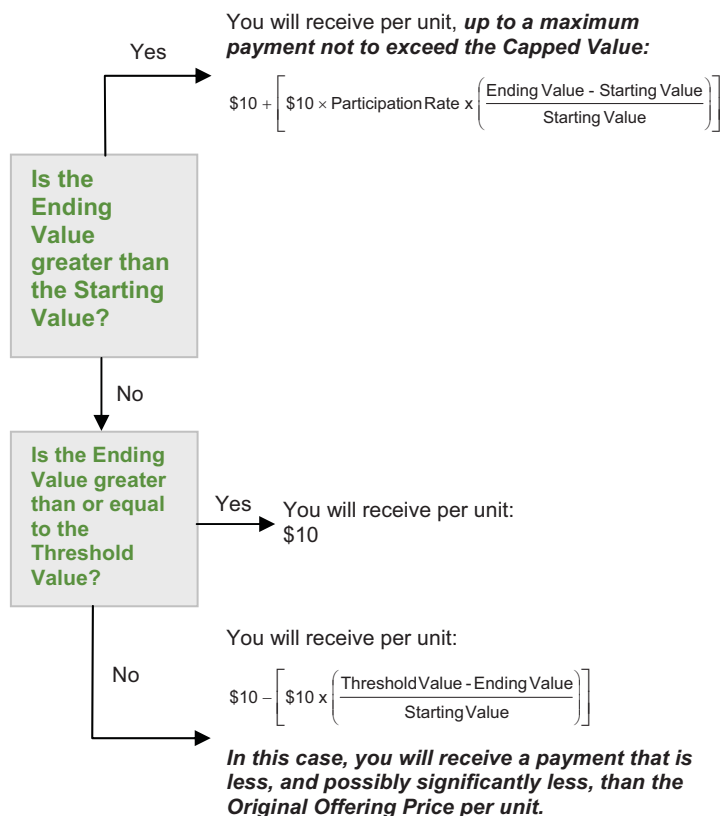 You will receive per unit, up to a maximum
payment not to exceed the Capped Value:
Yes
$10 + [ $10 × Participation Rate x ( Ending Value - Starting Value / Starting Value ) ]
Is the
Ending
Value
greater than
the Starting
Value?
No
Is the Ending
Value greater
than or equal
to the
Threshold
Value?
Yes
You will receive per unit:
$10
You will receive per unit:
No
$10 – [ $10 x ( Threshold Value - Ending Value / Starting Value ) ]
In this case, you will receive a payment that is
less, and possibly significantly less, than the
Original Offering Price per unit.